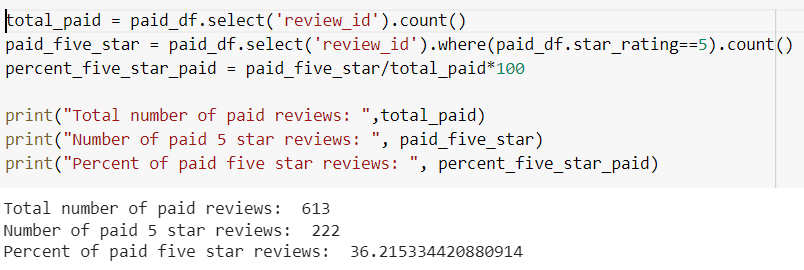 total_paid = paid_df.select('review_id').count()
paid_five_star = paid_df.select('review_id').where(paid_df.star_rating==5).count()
percent_five_star_paid = paid_five_star/total_paid*100
print("Total number of paid reviews: ",total_paid)
print("Number of paid 5 star reviews: ", paid_five_star)
print("Percent of paid five star reviews: ", percent_five_star_paid)
Total number of paid reviews:  613
Number of paid 5 star reviews:  222
Percent of paid five star reviews:  36.215334420880914